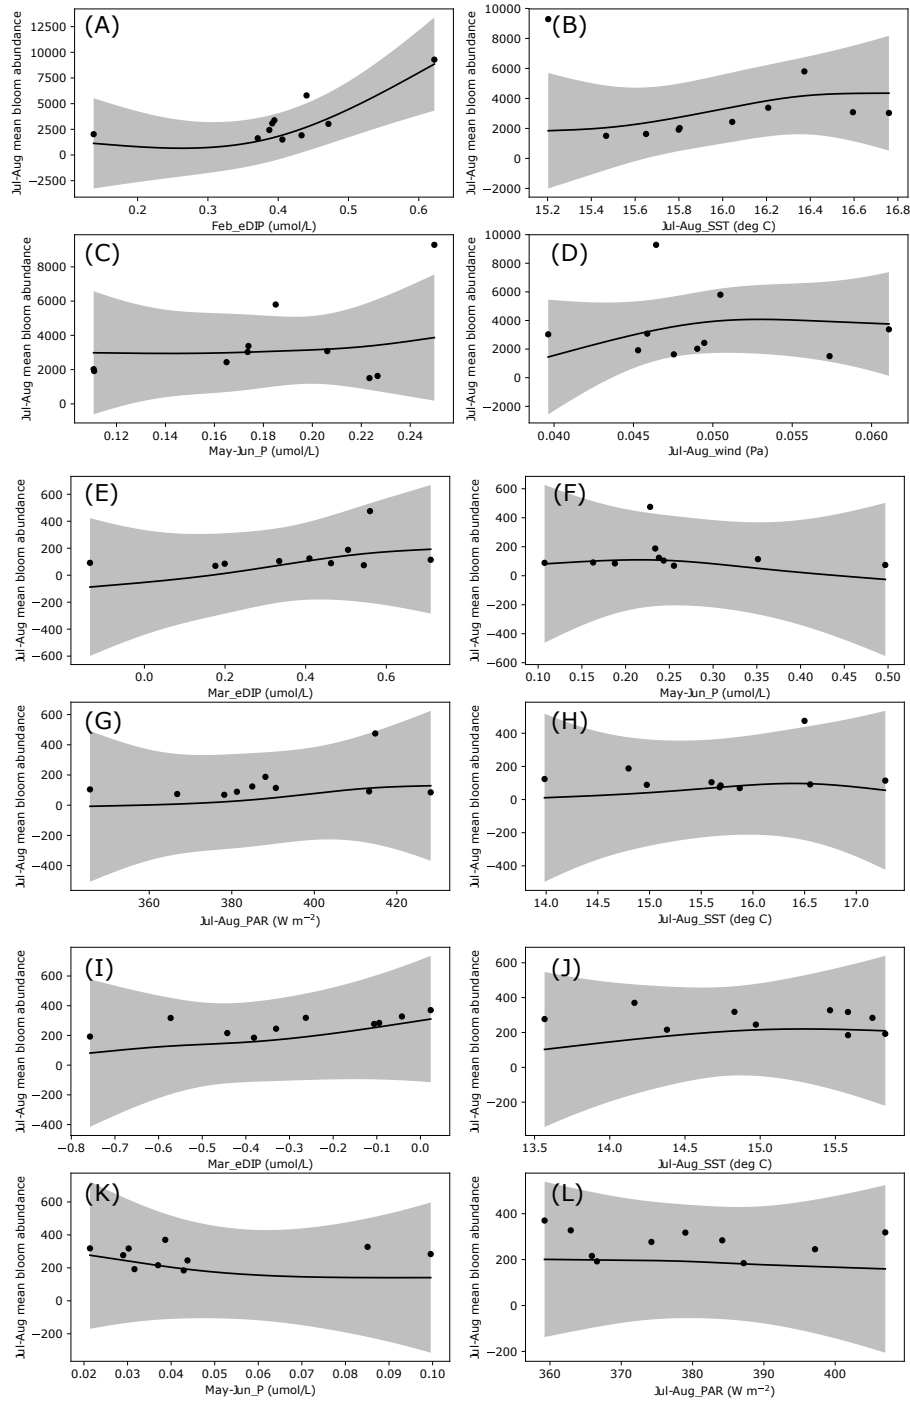 (A)
12500
10000
7500
5000
2500
0
−2500
Jul-Aug mean bloom abundance
0.2 0.3 0.4 0.5 0.6
Feb_eDIP (umol/L)
(B)
10000
8000
6000
4000
2000
0
−2000
Jul-Aug mean bloom abundance
15.2 15.4 15.6 15.8 16.0 16.2 16.4 16.6 16.8
Jul-Aug_SST (deg C)
(C)
8000
6000
4000
2000
0
Jul-Aug mean bloom abundance
0.12 0.14 0.16 0.18 0.20 0.22 0.24
May-Jun_P (umol/L)
(D)
10000
8000
6000
4000
2000
0
−2000
Jul-Aug mean bloom abundance
0.040 0.045 0.050 0.055 0.060
Jul-Aug_wind (Pa)
(E)
600
400
200
0
−200
−400
−600
Jul-Aug mean bloom abundance
0.0 0.2 0.4 0.6
Mar_eDIP (umol/L)
(F)
600
400
200
0
−200
−400
−600
Jul-Aug mean bloom abundance
0.10 0.15 0.20 0.25 0.30 0.35 0.40 0.45 0.50
May-Jun_P (umol/L)
(G)
600
400
200
0
−200
−400
Jul-Aug mean bloom abundance
360 380 400 420
Jul-Aug_PAR (W m⁻²)
(H)
400
200
0
−200
−400
Jul-Aug mean bloom abundance
14.0 14.5 15.0 15.5 16.0 16.5 17.0
Jul-Aug_SST (deg C)
(I)
600
400
200
0
−200
−400
Jul-Aug mean bloom abundance
−0.8 −0.7 −0.6 −0.5 −0.4 −0.3 −0.2 −0.1 0.0
Mar_eDIP (umol/L)
(J)
600
400
200
0
−200
Jul-Aug mean bloom abundance
13.5 14.0 14.5 15.0 15.5
Jul-Aug_SST (deg C)
(K)
600
400
200
0
−200
Jul-Aug mean bloom abundance
0.02 0.03 0.04 0.05 0.06 0.07 0.08 0.09 0.10
May-Jun_P (umol/L)
(L)
400
200
0
−200
Jul-Aug mean bloom abundance
360 370 380 390 400
Jul-Aug_PAR (W m⁻²)